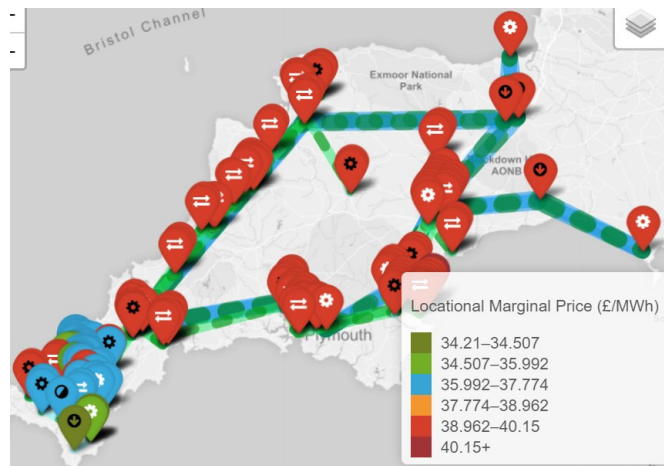 Bristol Channel
Exmoor National
Park
AONB
Plymouth
Locational Marginal Price (£/MWh)
34.21–34.507
34.507–35.992
35.992–37.774
37.774–38.962
38.962–40.15
40.15+